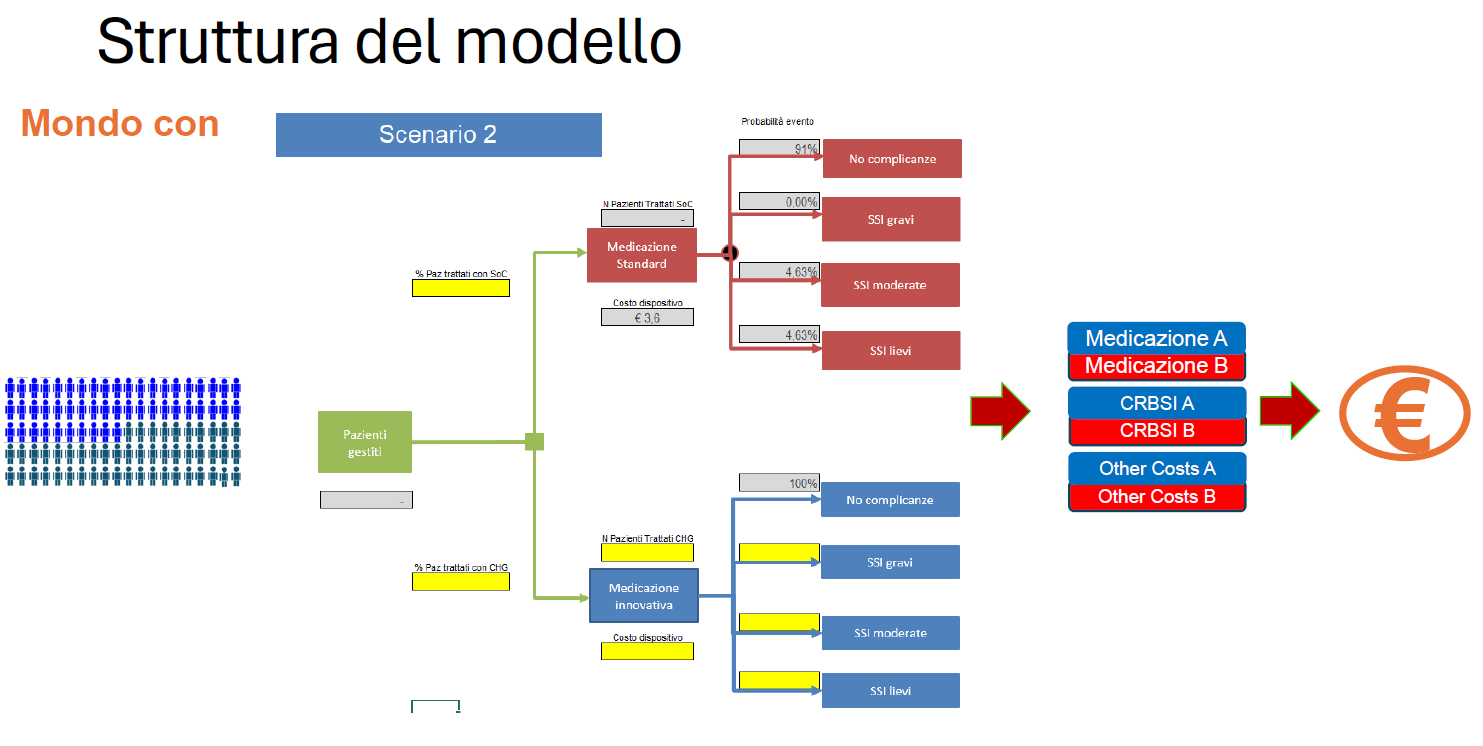 Struttura del modello
Mondo con
Scenario 2
Probabilità evento
91%
No complicanze
N Pazienti Trattati SoC
-
0,00%
SSI gravi
Medicazione
Standard
% Paz trattati con SoC
4,63%
SSI moderate
Costo dispositivo
€ 3,6
4,63%
SSI lievi
Medicazione A
Medicazione B
CRBSI A
CRBSI B
Other Costs A
Other Costs B
€
Pazienti
gestiti
-
100%
No complicanze
N Pazienti Trattati CHG
SSI gravi
% Paz trattati con CHG
Medicazione
innovativa
Costo dispositivo
SSI moderate
SSI lievi